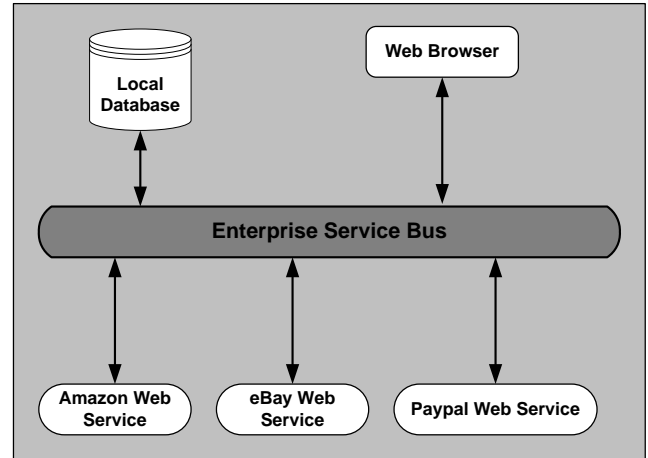 Local
Database
Web Browser
Enterprise Service Bus
Amazon Web
Service
eBay Web
Service
Paypal Web Service